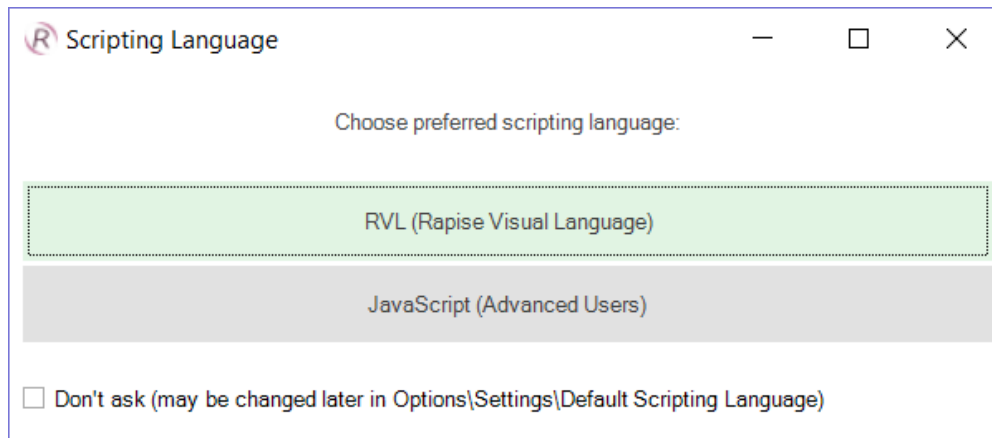 Scripting Language
Choose preferred scripting language:
RVL (Rapise Visual Language)
JavaScript (Advanced Users)
Don't ask (may be changed later in Options\Settings\Default Scripting Language)